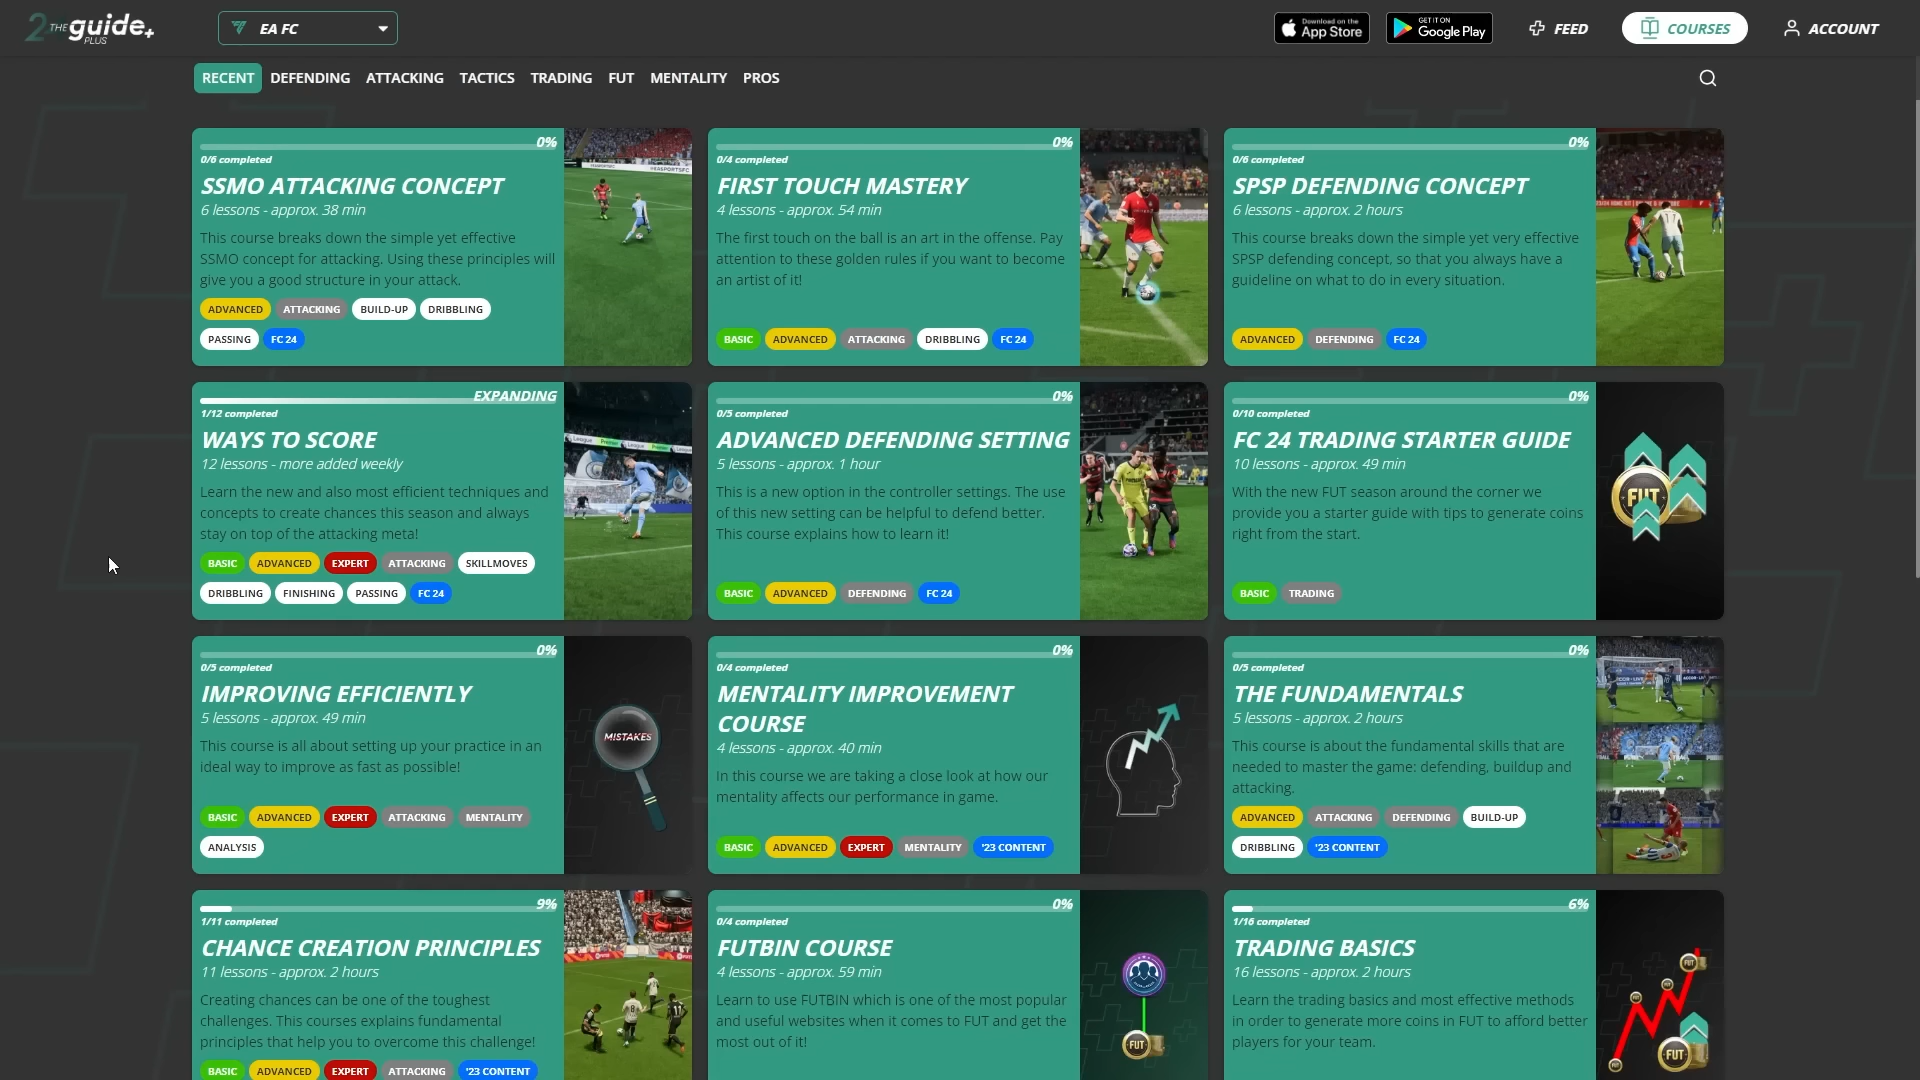 2 THE guide+
PLUS
EA FC
Download on the
App Store
GET IT ON
Google Play
FEED
COURSES
ACCOUNT
RECENT DEFENDING ATTACKING TACTICS TRADING FUT MENTALITY PROS
0%
0/6 completed
SSMO ATTACKING CONCEPT
6 lessons - approx. 38 min
This course breaks down the simple yet effective
SSMO concept for attacking. Using these principles will
give you a good structure in your attack.
ADVANCED ATTACKING BUILD-UP DRIBBLING
PASSING FC 24
0%
0/4 completed
FIRST TOUCH MASTERY
4 lessons - approx. 54 min
The first touch on the ball is an art in the offense. Pay
attention to these golden rules if you want to become
an artist of it!
BASIC ADVANCED ATTACKING DRIBBLING FC 24
0%
0/6 completed
SPSP DEFENDING CONCEPT
6 lessons - approx. 2 hours
This course breaks down the simple yet very effective
SPSP defending concept, so that you always have a
guideline on what to do in every situation.
ADVANCED DEFENDING FC 24
EXPANDING
1/12 completed
WAYS TO SCORE
12 lessons - more added weekly
Learn the new and also most efficient techniques and
concepts to create chances this season and always
stay on top of the attacking meta!
BASIC ADVANCED EXPERT ATTACKING SKILLMOVES
DRIBBLING FINISHING PASSING FC 24
0%
0/5 completed
ADVANCED DEFENDING SETTING
5 lessons - approx. 1 hour
This is a new option in the controller settings. The use
of this new setting can be helpful to defend better.
This course explains how to learn it!
BASIC ADVANCED DEFENDING FC 24
0%
0/10 completed
FC 24 TRADING STARTER GUIDE
10 lessons - approx. 49 min
With the new FUT season around the corner we
provide you a starter guide with tips to generate coins
right from the start.
BASIC TRADING
FUT
0%
0/5 completed
IMPROVING EFFICIENTLY
5 lessons - approx. 49 min
This course is all about setting up your practice in an
ideal way to improve as fast as possible!
BASIC ADVANCED EXPERT ATTACKING MENTALITY
ANALYSIS
MISTAKES
0%
0/4 completed
MENTALITY IMPROVEMENT
COURSE
4 lessons - approx. 40 min
In this course we are taking a close look at how our
mentality affects our performance in game.
BASIC ADVANCED EXPERT MENTALITY '23 CONTENT
0%
0/5 completed
THE FUNDAMENTALS
5 lessons - approx. 2 hours
This course is about the fundamental skills that are
needed to master the game: defending, buildup and
attacking.
ADVANCED ATTACKING DEFENDING BUILD-UP
DRIBBLING '23 CONTENT
9%
1/11 completed
CHANCE CREATION PRINCIPLES
11 lessons - approx. 2 hours
Creating chances can be one of the toughest
challenges. This courses explains fundamental
principles that help you to overcome this challenge!
BASIC ADVANCED EXPERT ATTACKING '23 CONTENT
0%
0/4 completed
FUTBIN COURSE
4 lessons - approx. 59 min
Learn to use FUTBIN which is one of the most popular
and useful websites when it comes to FUT and get the
most out of it!
FUT
6%
1/16 completed
TRADING BASICS
16 lessons - approx. 2 hours
Learn the trading basics and most effective methods
in order to generate more coins in FUT to afford better
players for your team.
FUT